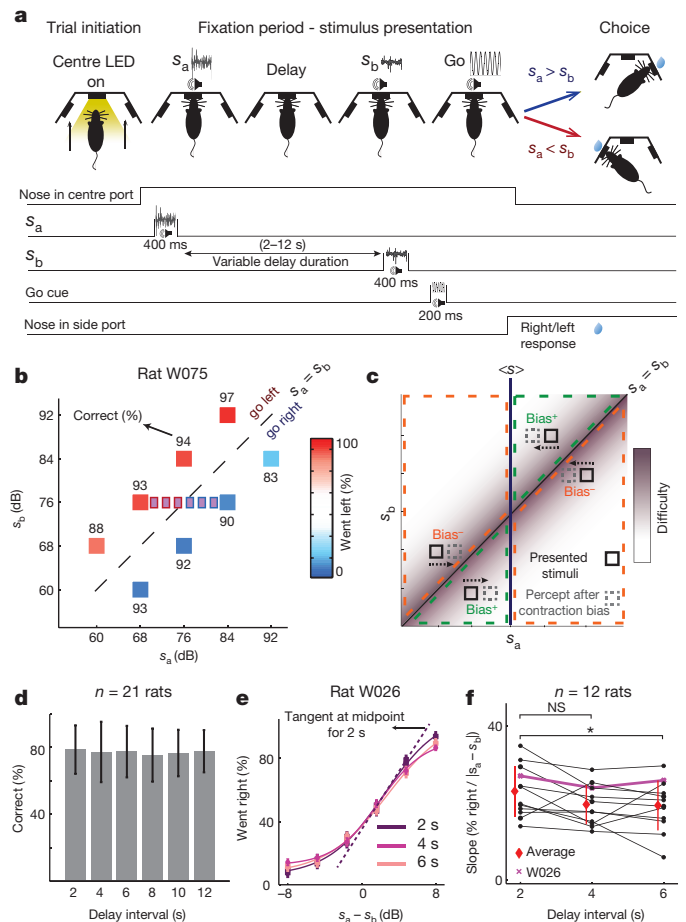 a
Trial initiation
Fixation period - stimulus presentation
Choice
Centre LED
on
sa
Delay
sb
Go
sa > sb
sa < sb
Nose in centre port
sa
400 ms
(2–12 s)
Variable delay duration
sb
400 ms
Go cue
200 ms
Nose in side port
Right/left
response
b
Rat W075
Correct (%)
go left
go right
sa = sb
97
94
93
88
83
90
92
93
92
84
76
68
60
sb (dB)
60 68 76 84 92
sa (dB)
100
0
Went left (%)
c
<s>
sa = sb
Bias+
Bias–
Bias–
Bias+
Presented
stimuli
Percept after
contraction bias
sb
sa
Difficulty
d
n = 21 rats
Correct (%)
80
40
2 4 6 8 10 12
Delay interval (s)
e
Rat W026
Tangent at midpoint
for 2 s
Went right (%)
80
40
0
2 s
4 s
6 s
–8 0 8
sa – sb (dB)
f
n = 12 rats
NS
*
Slope (% right / |sa – sb|)
40
0
Average
W026
2 4 6
Delay interval (s)